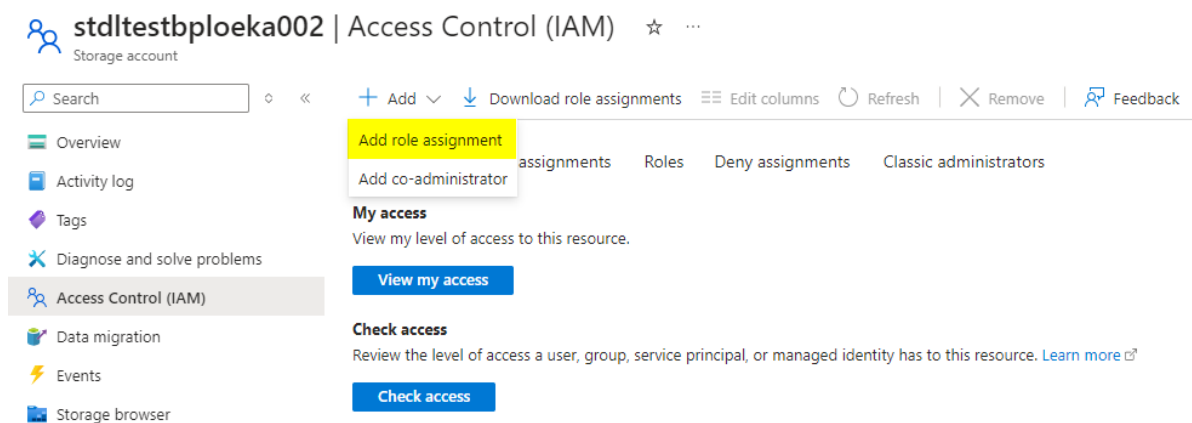 stdltestbploeka002 | Access Control (IAM) ☆ ...
Storage account
Search
Add Download role assignments Edit columns Refresh | Remove | Feedback
Add role assignment
Add co-administrator
assignments Roles Deny assignments Classic administrators
Overview
Activity log
Tags
Diagnose and solve problems
Access Control (IAM)
Data migration
Events
Storage browser
My access
View my level of access to this resource.
View my access
Check access
Review the level of access a user, group, service principal, or managed identity has to this resource. Learn more
Check access